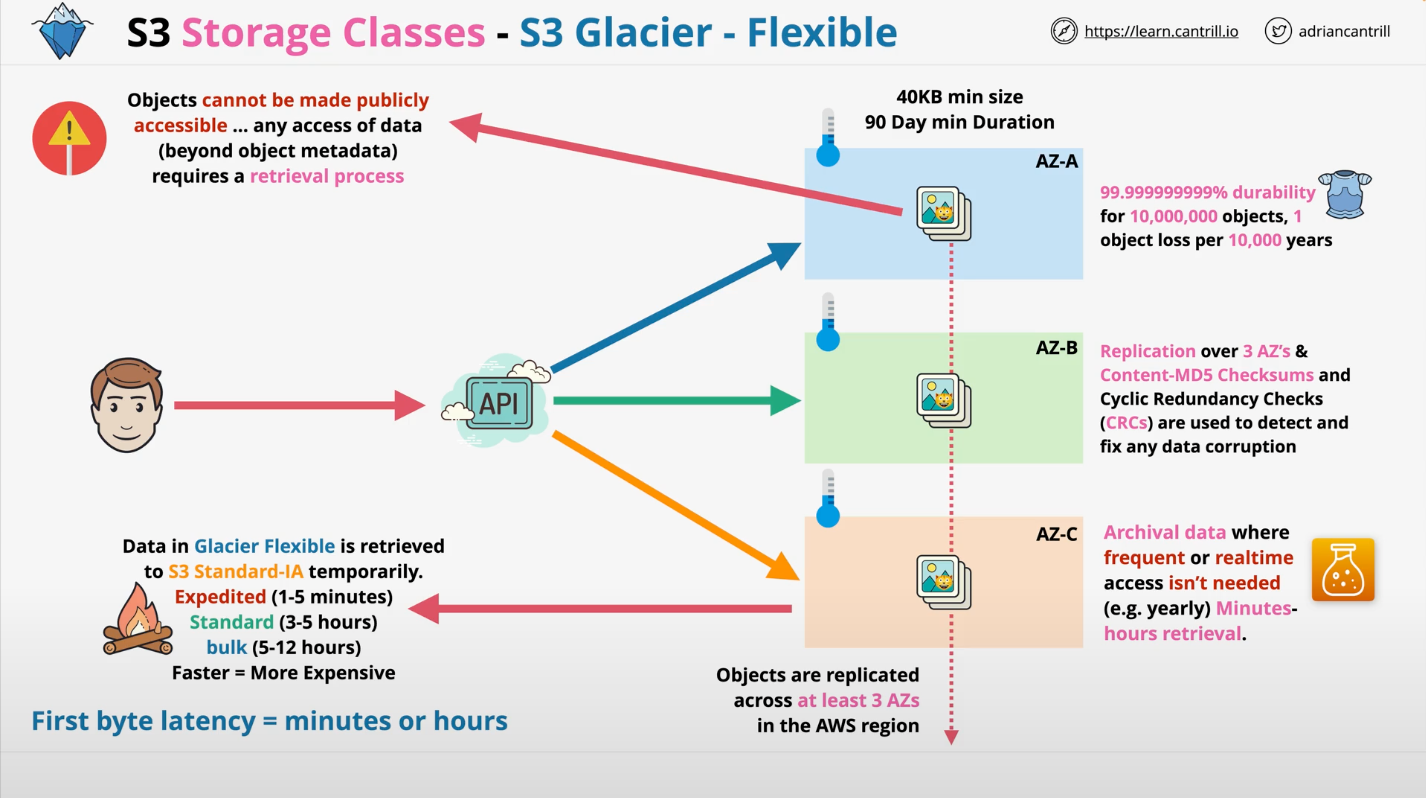 S3 Storage Classes - S3 Glacier - Flexible
https://learn.cantrill.io
adriancantrill
Objects cannot be made publicly
accessible ... any access of data
(beyond object metadata)
requires a retrieval process
40KB min size
90 Day min Duration
AZ-A
99.999999999% durability
for 10,000,000 objects, 1
object loss per 10,000 years
API
AZ-B
Replication over 3 AZ's &
Content-MD5 Checksums and
Cyclic Redundancy Checks
(CRCs) are used to detect and
fix any data corruption
AZ-C
Archival data where
frequent or realtime
access isn't needed
(e.g. yearly) Minutes-
hours retrieval.
Data in Glacier Flexible is retrieved
to S3 Standard-IA temporarily.
Expedited (1-5 minutes)
Standard (3-5 hours)
bulk (5-12 hours)
Faster = More Expensive
Objects are replicated
across at least 3 AZs
in the AWS region
First byte latency = minutes or hours